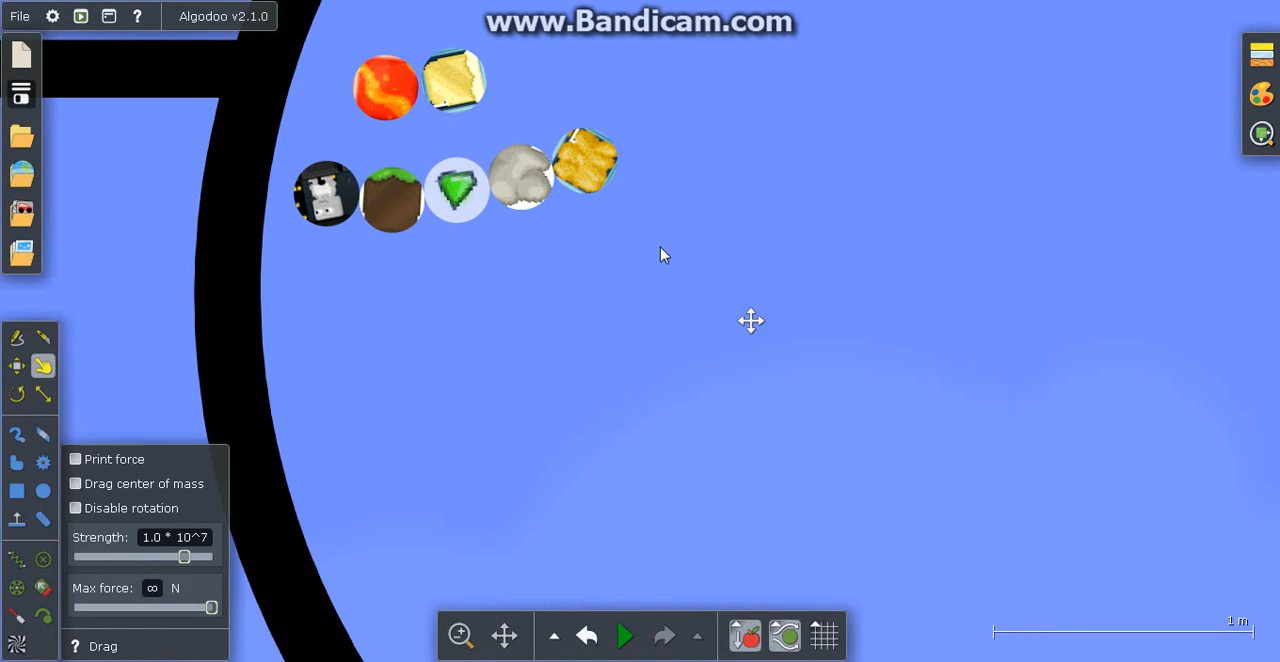 www.Bandicam.com
File ? Algodoo v2.1.0
Print force
Drag center of mass
Disable rotation
Strength: 1.0 * 10^7
Max force: ∞ N
? Drag
1 m